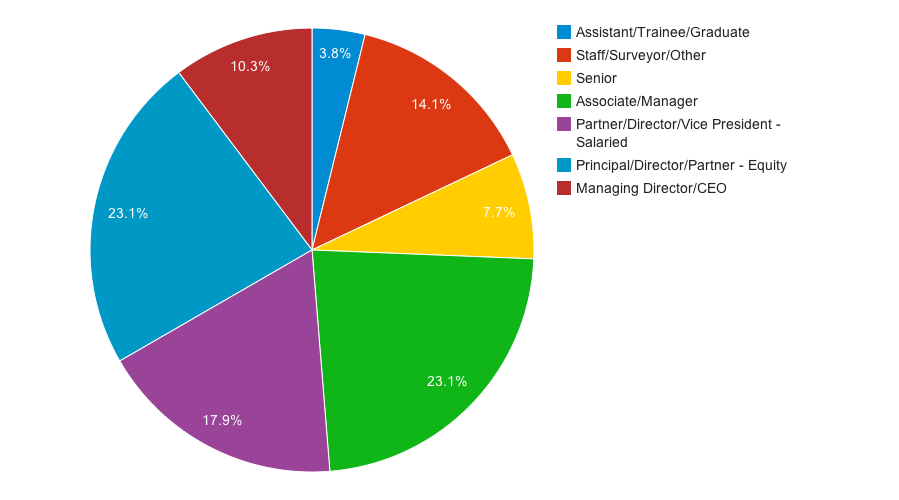 3.8%
14.1%
7.7%
23.1%
17.9%
23.1%
10.3%
Assistant/Trainee/Graduate
Staff/Surveyor/Other
Senior
Associate/Manager
Partner/Director/Vice President -
Salaried
Principal/Director/Partner - Equity
Managing Director/CEO